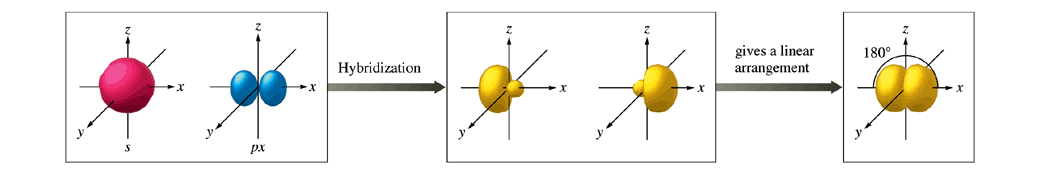 z
x
y
s
z
x
y
px
Hybridization
z
x
y
z
x
y
gives a linear
arrangement
z
180°
x
y